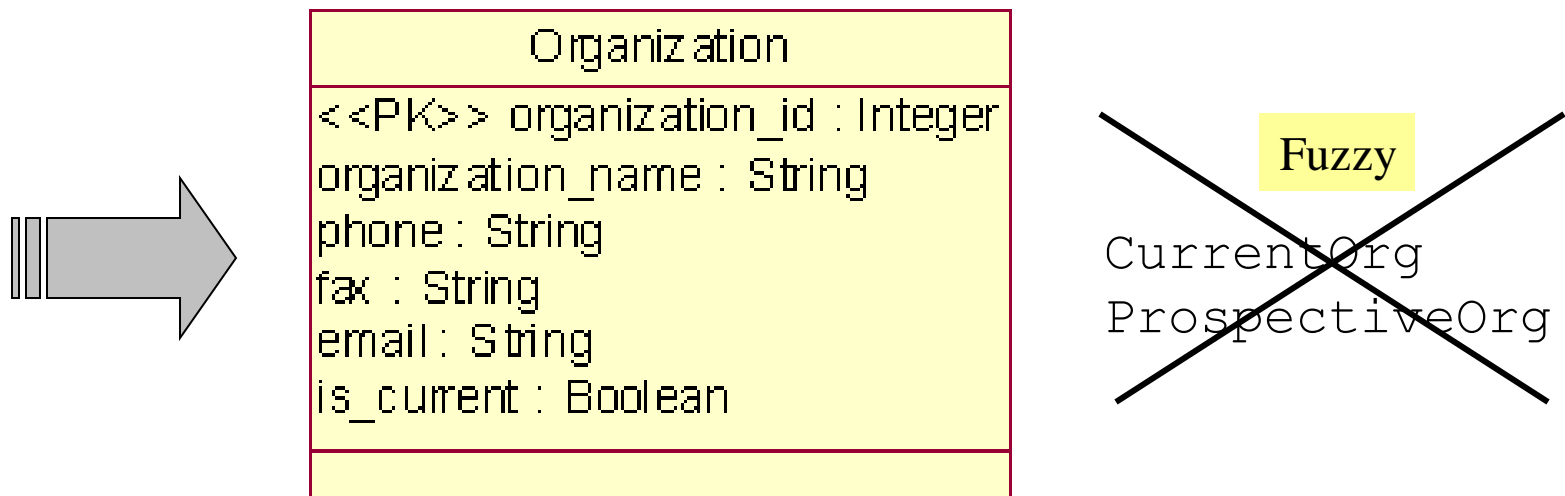 Organization
<<PK>> organization_id : Integer
organization_name : String
phone : String
fax : String
email : String
is_current : Boolean
Fuzzy
CurrentOrg
ProspectiveOrg